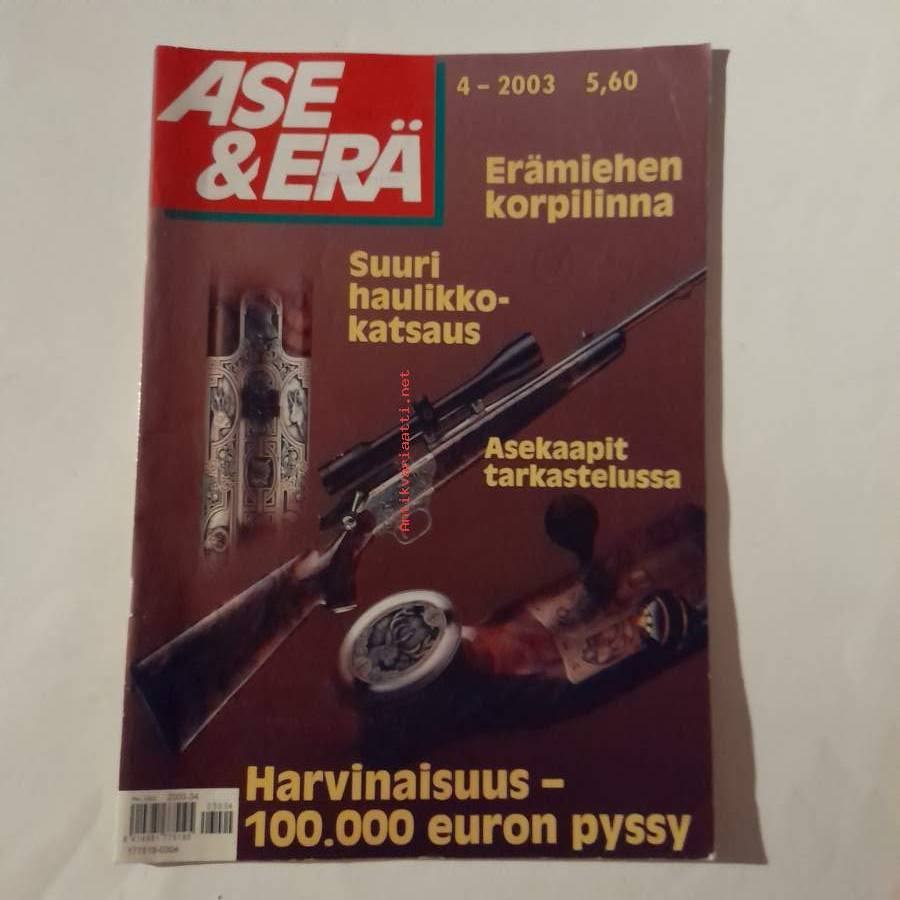 ASE
&ERÄ
4 – 2003 5,60
Erämiehen
korpilinna
Suuri
haulikko-
katsaus
Asekaapit
tarkastelussa
Antikvariaatti.net
Harvinaisuus –
100.000 euron pyssy